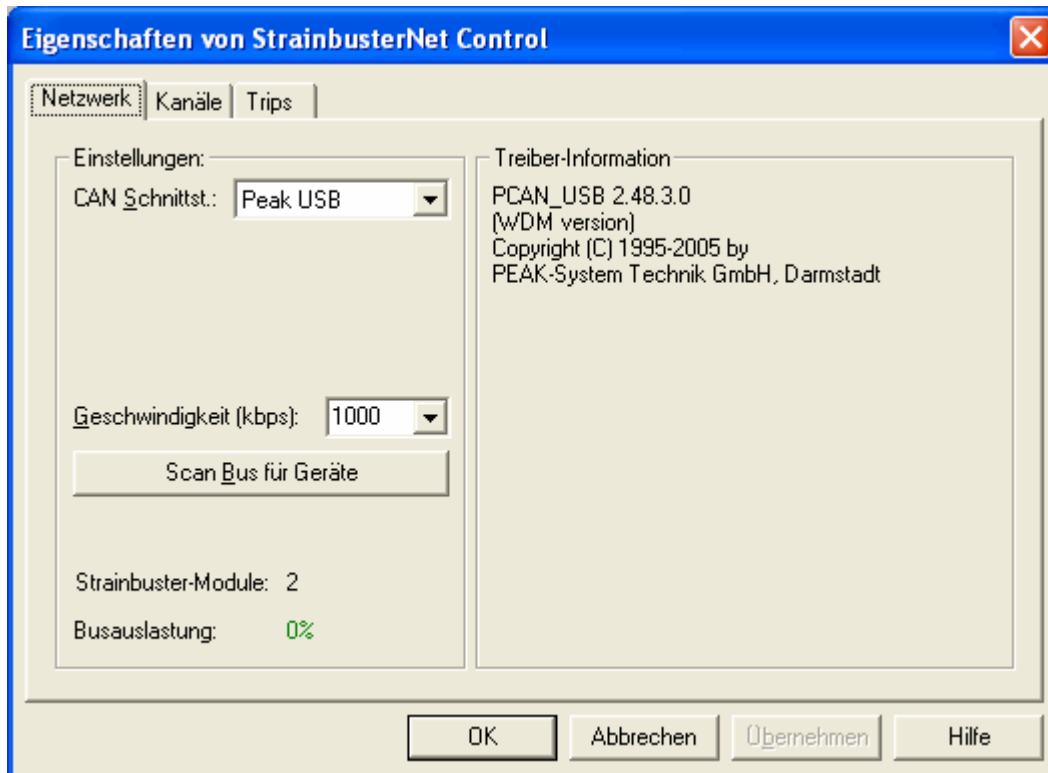 Eigenschaften von StrainbusterNet Control
Netzwerk Kanäle Trips
Einstellungen:
CAN Schnittst.: Peak USB
Geschwindigkeit (kbps): 1000
Scan Bus für Geräte
Strainbuster-Module: 2
Busauslastung: 0%
Treiber-Information
PCAN_USB 2.48.3.0
(WDM version)
Copyright (C) 1995-2005 by
PEAK-System Technik GmbH, Darmstadt
OK Abbrechen Übernehmen Hilfe